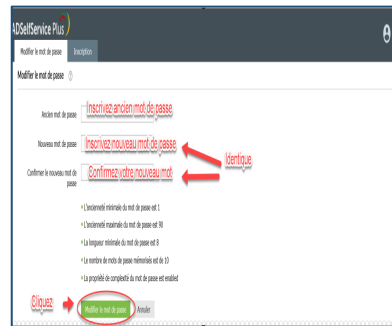 ADSelfService Plus
Modifier le mot de passe Inscription
Modifier le mot de passe
Ancien mot de passe Inscrivez ancien mot de passe
Nouveau mot de passe Inscrivez nouveau mot de passe
Identique
Confirmer le nouveau mot de passe Confirmez votre nouveau mot
L'ancienneté minimale du mot de passe est 1
L'ancienneté maximale du mot de passe est 90
La longueur minimale du mot de passe est 8
Le nombre de mots de passe mémorisés est de 10
La propriété de complexité du mot de passe est enabled
Cliquez Modifier le mot de passe Annuler